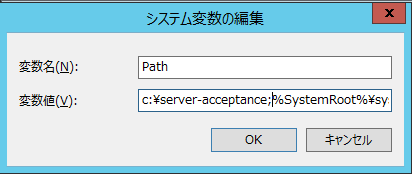 システム変数の編集
x
変数名(N):
Path
変数値(V):
c:¥server-acceptance;%SystemRoot%¥sys
OK
キャンセル